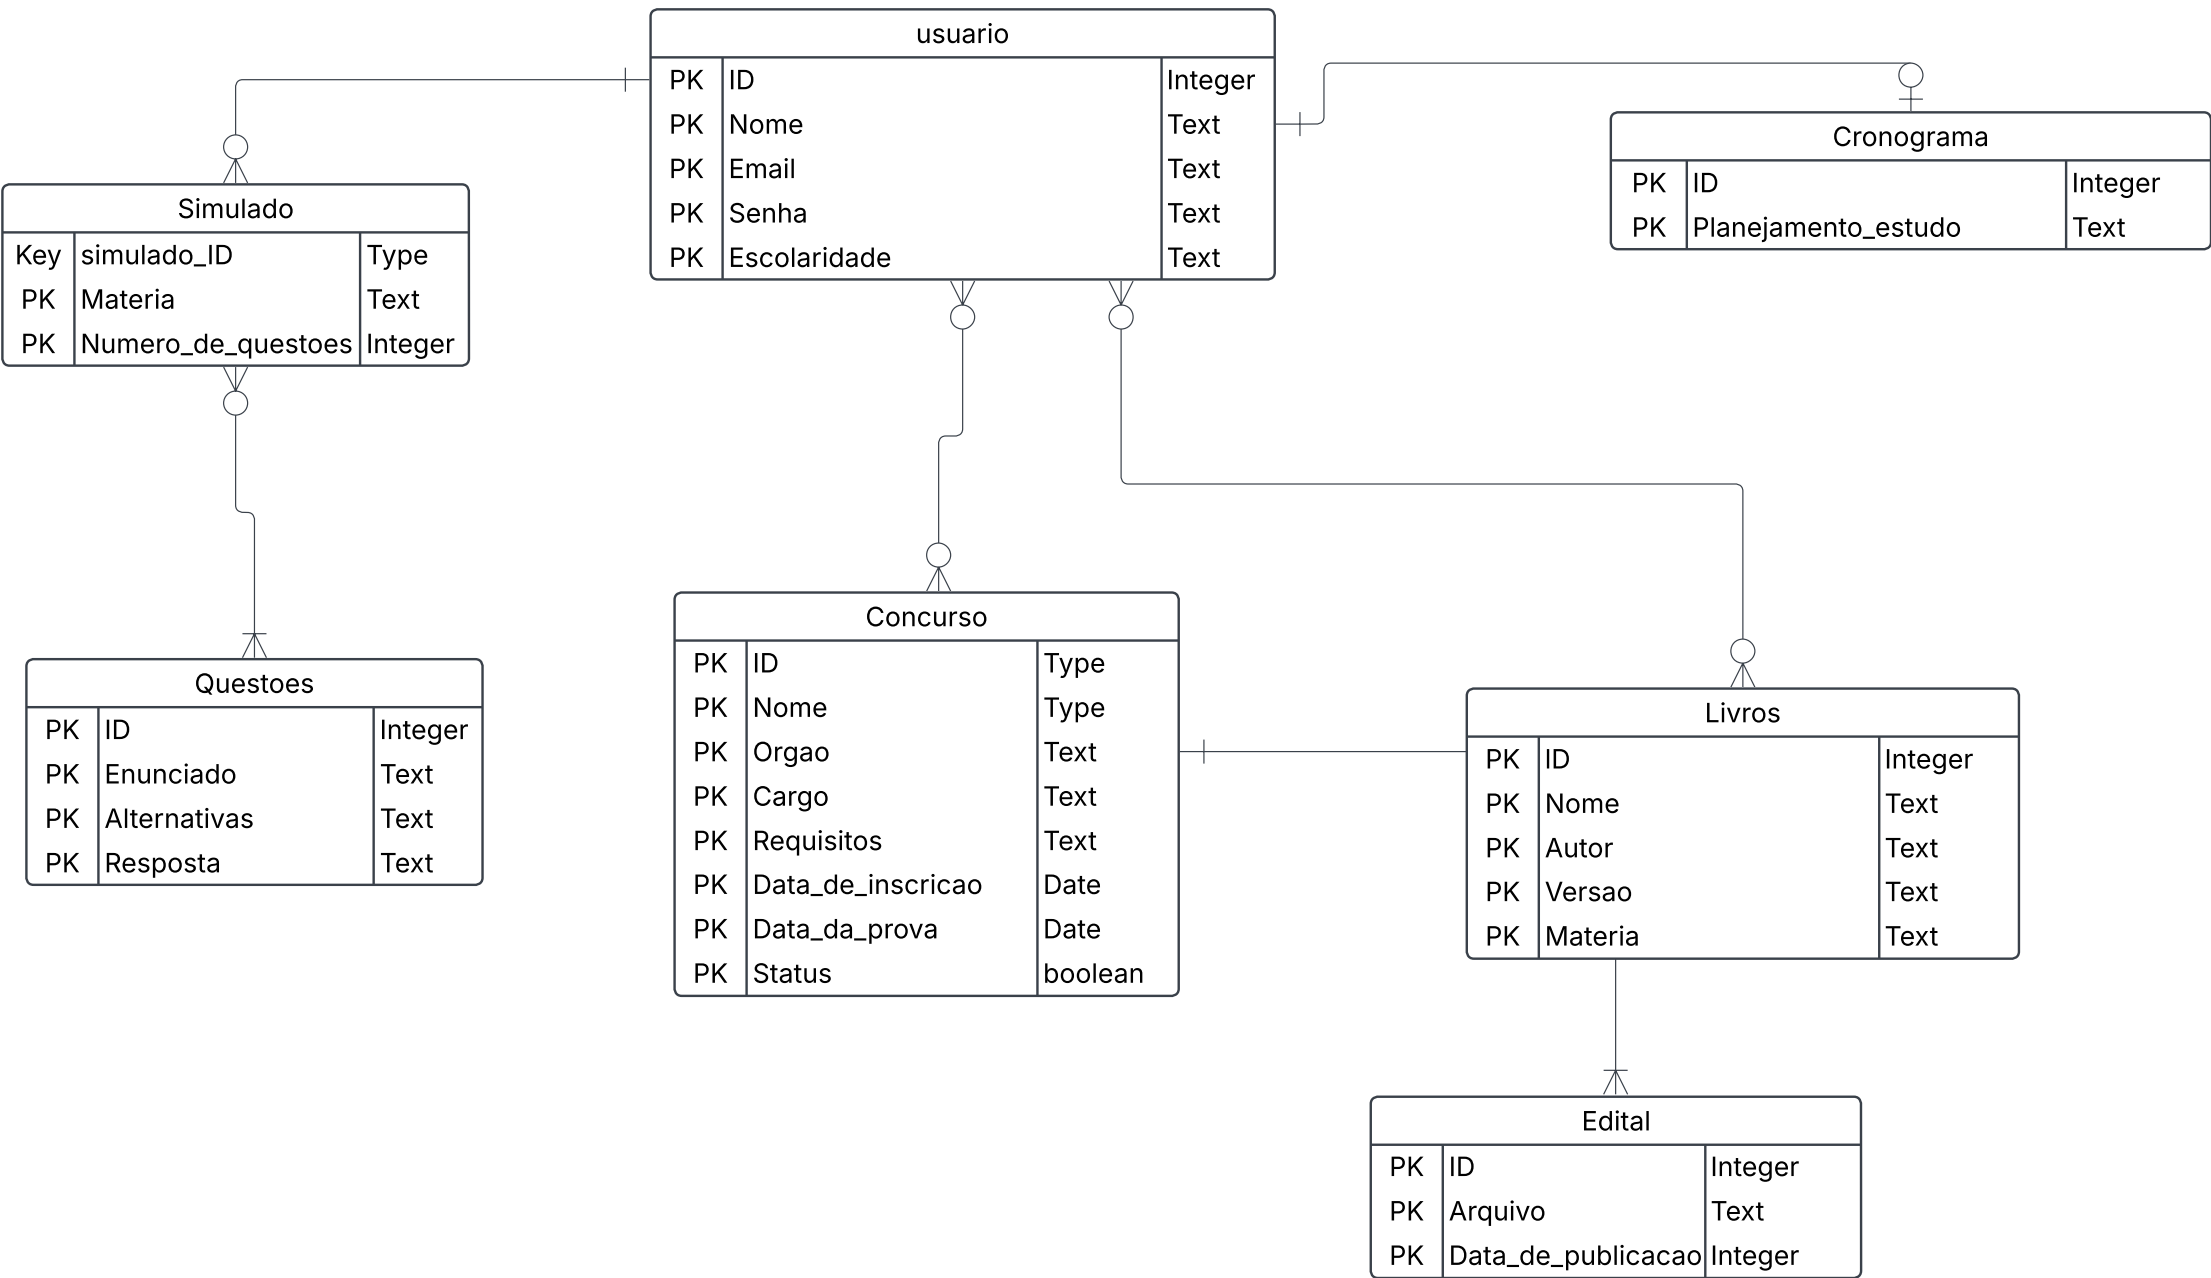 usuario
PK ID Integer
PK Nome Text
PK Email Text
PK Senha Text
PK Escolaridade Text
Cronograma
PK ID Integer
PK Planejamento_estudo Text
Simulado
Key simulado_ID Type
PK Materia Text
PK Numero_de_questoes Integer
Questoes
PK ID Integer
PK Enunciado Text
PK Alternativas Text
PK Resposta Text
Concurso
PK ID Type
PK Nome Type
PK Orgao Text
PK Cargo Text
PK Requisitos Text
PK Data_de_inscricao Date
PK Data_da_prova Date
PK Status boolean
Livros
PK ID Integer
PK Nome Text
PK Autor Text
PK Versao Text
PK Materia Text
Edital
PK ID Integer
PK Arquivo Text
PK Data_de_publicacao Integer